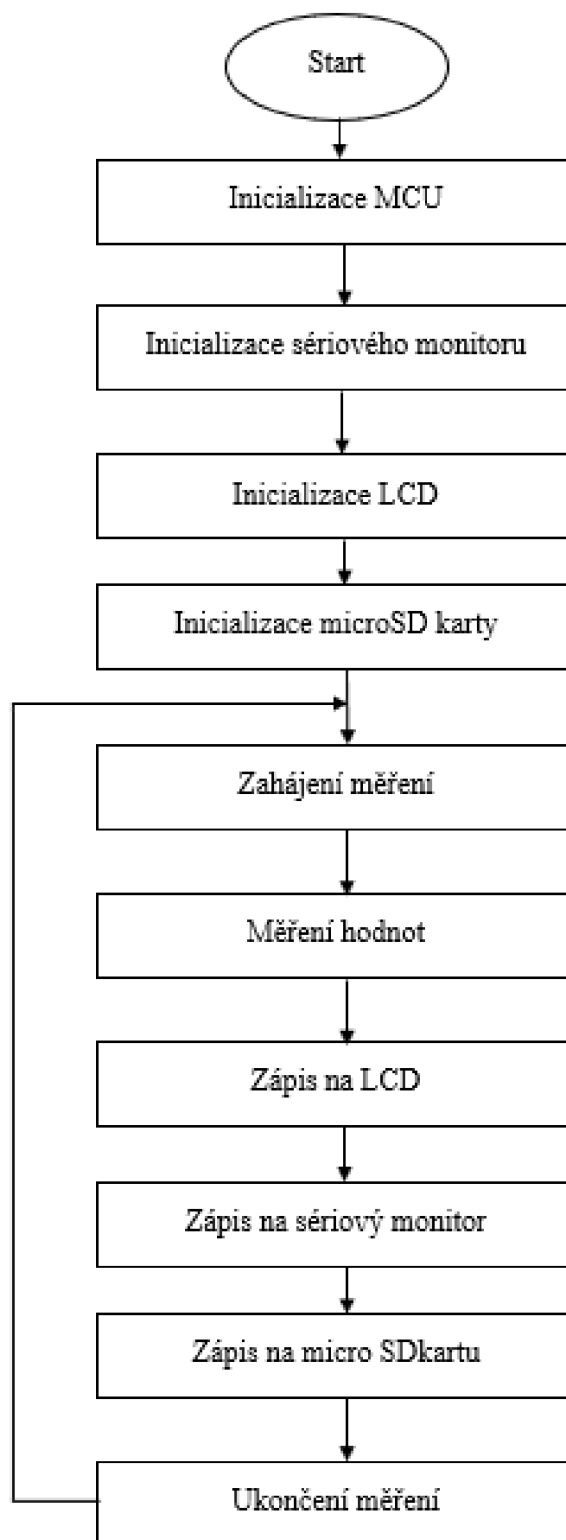 Start
Inicializace MCU
Inicializace sériového monitoru
Inicializace LCD
Inicializace microSD karty
Zahájení měření
Měření hodnot
Zápis na LCD
Zápis na sériový monitor
Zápis na micro SDkartu
Ukončení měření